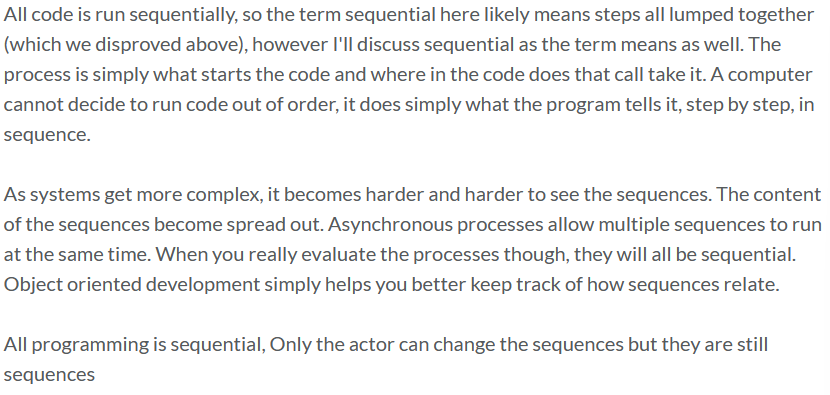 All code is run sequentially, so the term sequential here likely means steps all lumped together
(which we disproved above), however I'll discuss sequential as the term means as well. The
process is simply what starts the code and where in the code does that call take it. A computer
cannot decide to run code out of order, it does simply what the program tells it, step by step, in
sequence.
As systems get more complex, it becomes harder and harder to see the sequences. The content
of the sequences become spread out. Asynchronous processes allow multiple sequences to run
at the same time. When you really evaluate the processes though, they will all be sequential.
Object oriented development simply helps you better keep track of how sequences relate.
All programming is sequential, Only the actor can change the sequences but they are still
sequences